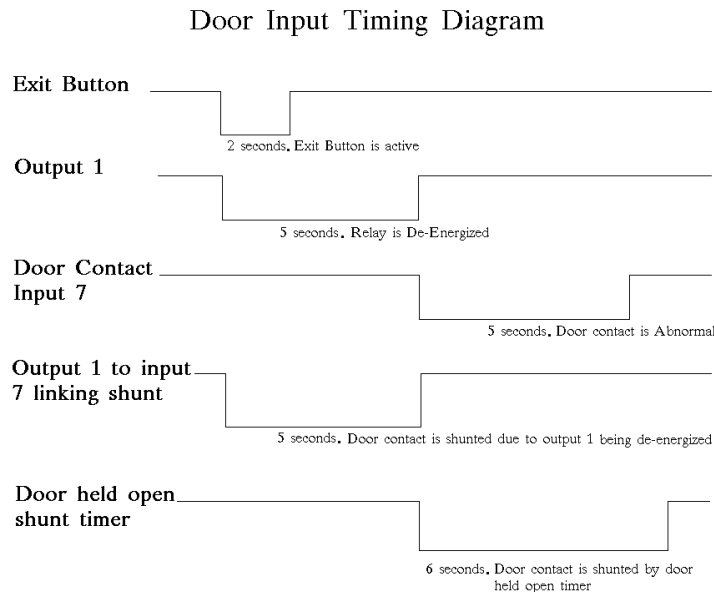 Door Input Timing Diagram
Exit Button
2 seconds. Exit Button is active
Output 1
5 seconds. Relay is De-Energized
Door Contact
Input 7
5 seconds. Door contact is Abnormal
Output 1 to input
7 linking shunt
5 seconds. Door contact is shunted due to output 1 being de-energized
Door held open
shunt timer
6 seconds. Door contact is shunted by door
held open timer